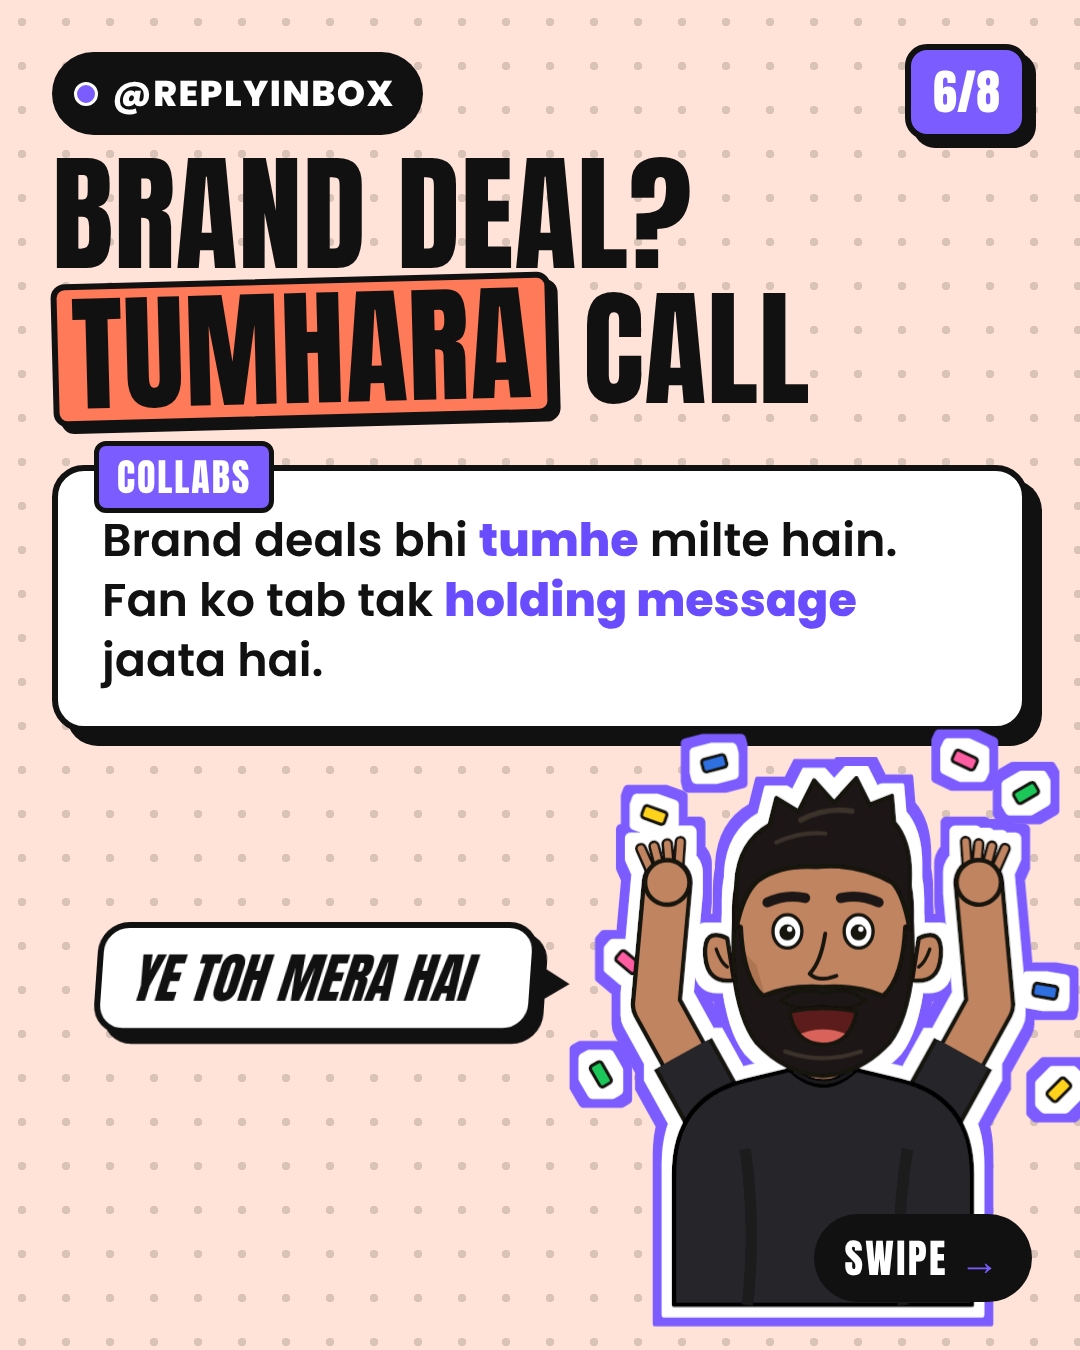 @REPLYINBOX
6/8
BRAND DEAL?
TUMHARA CALL
COLLABS
Brand deals bhi tumhe milte hain.
Fan ko tab tak holding message
jaata hai.
YE TOH MERA HAI
SWIPE →